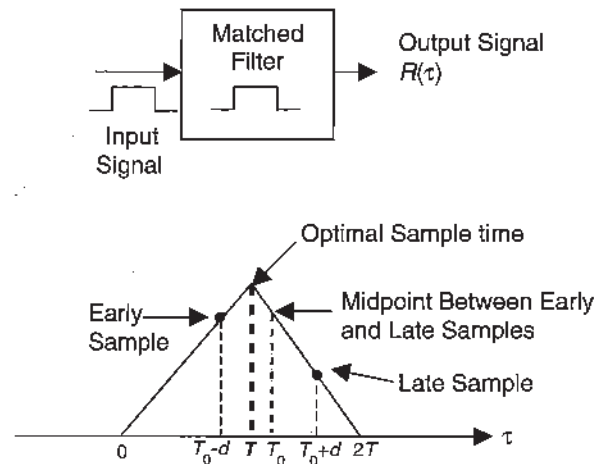 Matched
Filter
Output Signal
R(τ)
Input
Signal
Optimal Sample time
Early
Sample
Midpoint Between Early
and Late Samples
Late Sample
0 T₀-d T T₀ T₀+d 2T τ